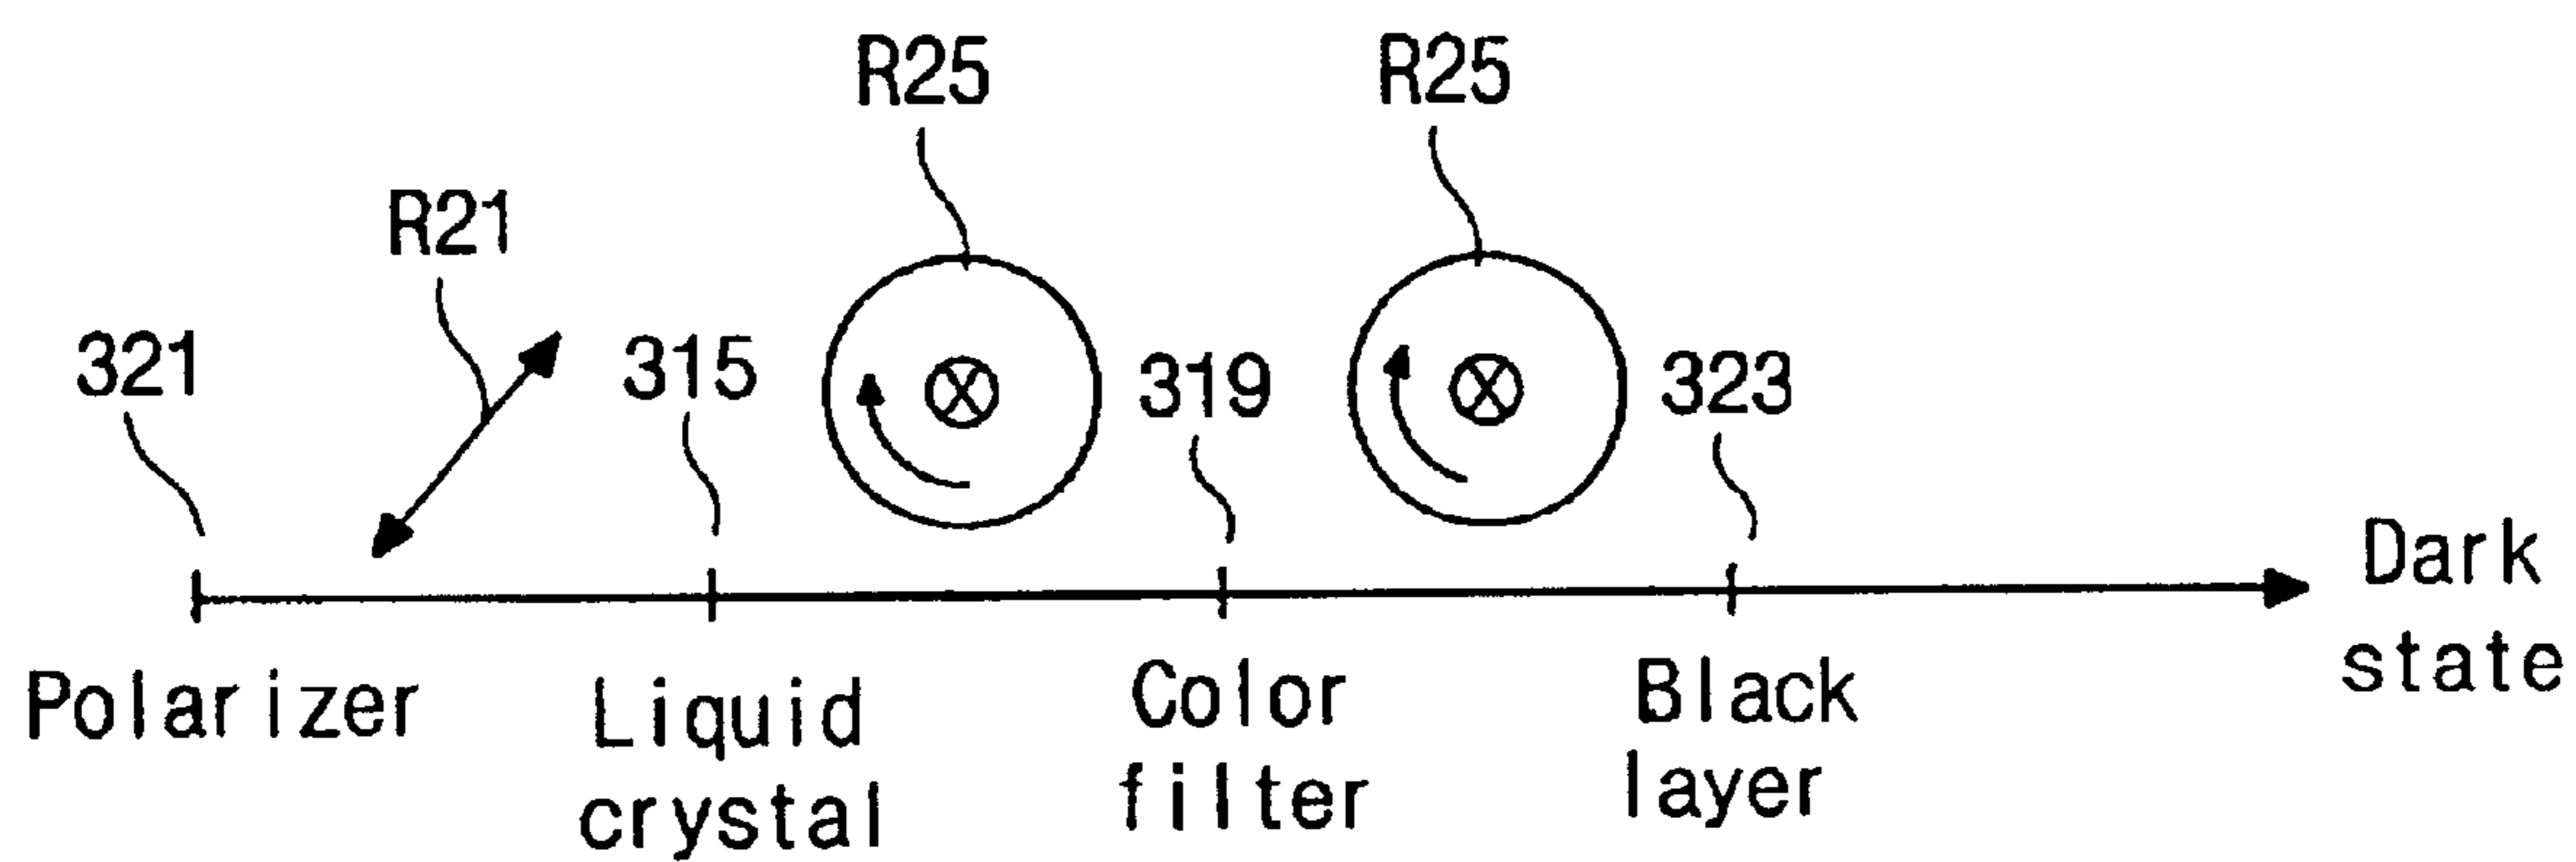 R25
R25
R21
321
315
319
323
Dark
state
Polarizer
Liquid
crystal
Color
filter
Black
layer